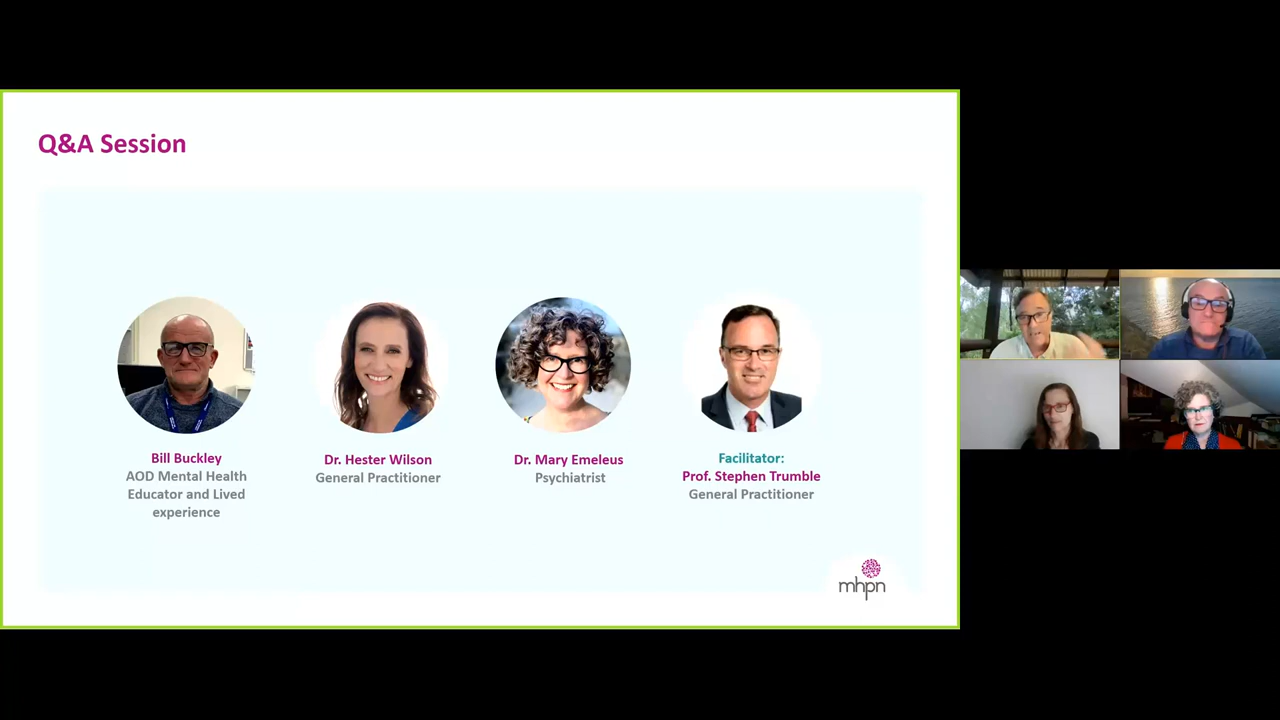 Q&A Session
Bill Buckley
AOD Mental Health
Educator and Lived
experience
Dr. Hester Wilson
General Practitioner
Dr. Mary Emeleus
Psychiatrist
Facilitator:
Prof. Stephen Trumble
General Practitioner
mhpn